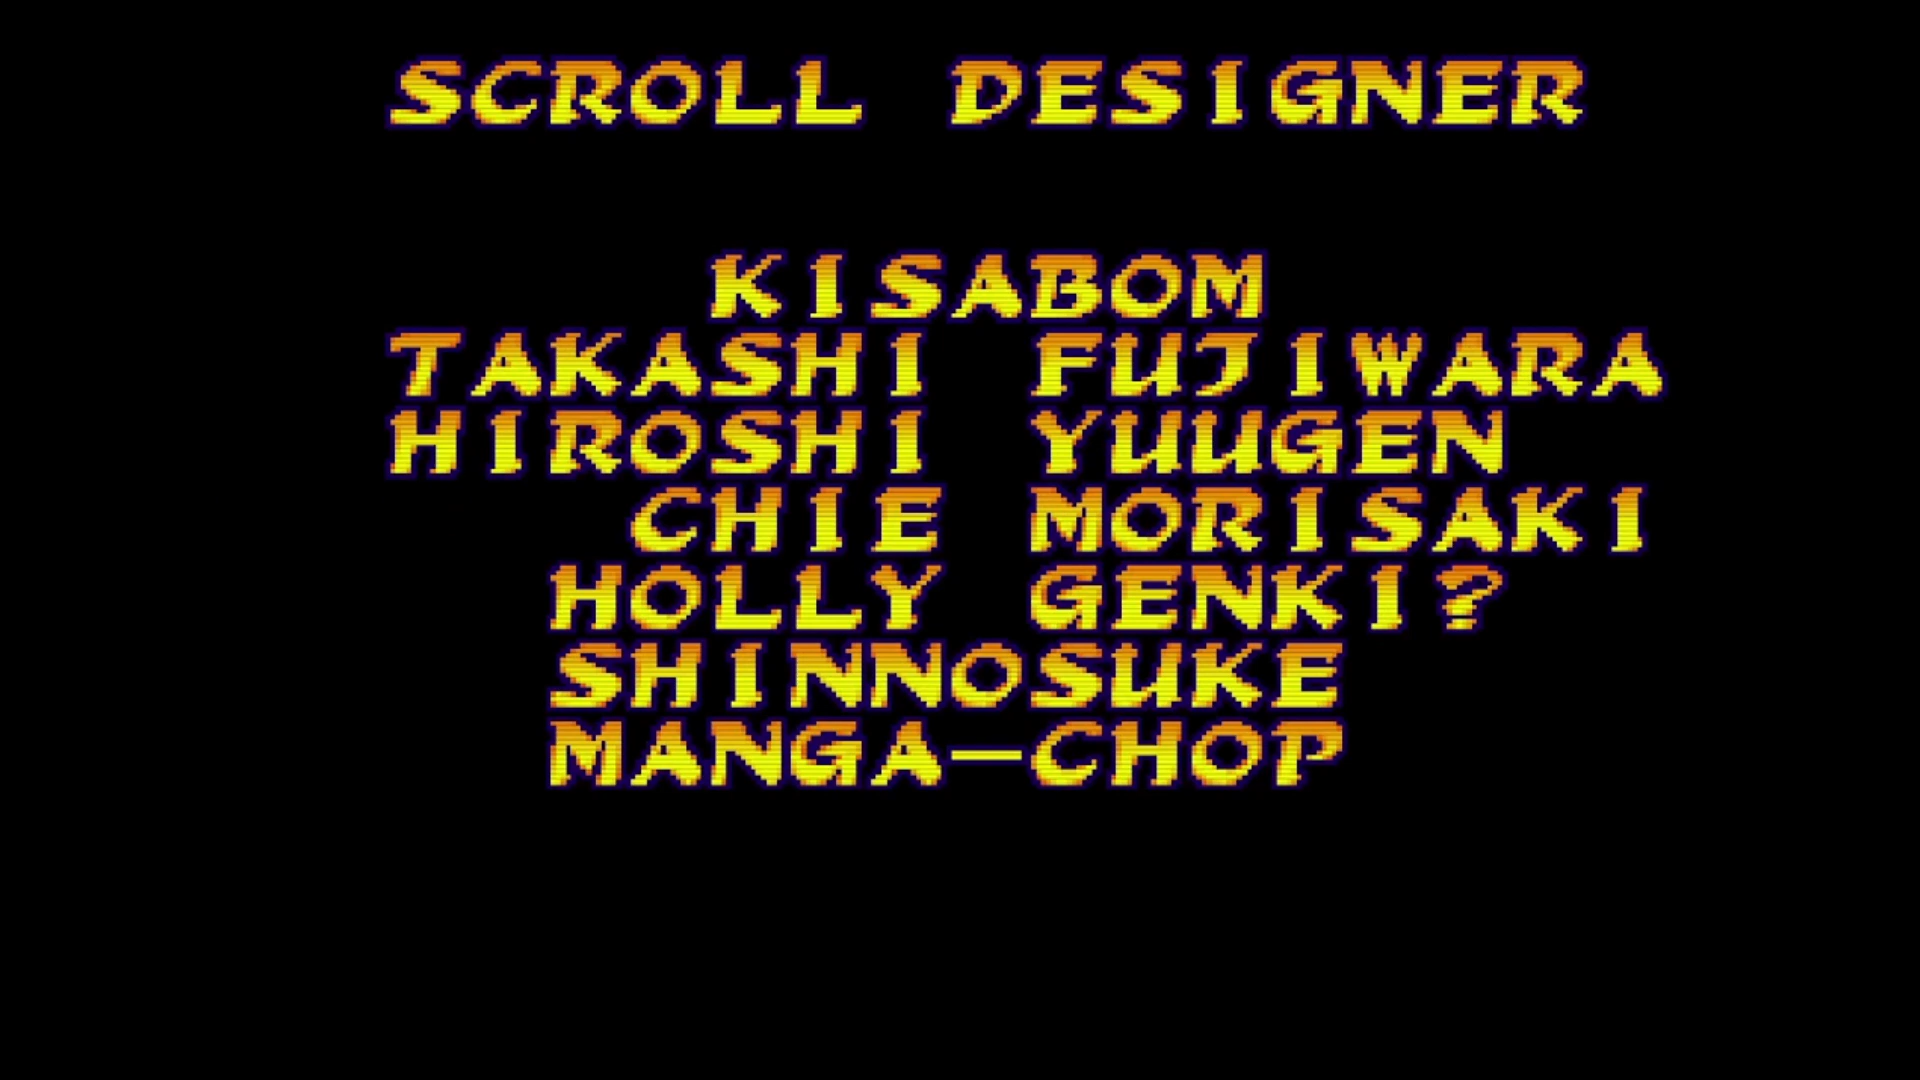 SCROLL DESIGNER
KISABOM
TAKASHI FUJIWARA
HIROSHI YUUGEN
CHIE MORISAKI
HOLLY GENKI?
SHINNOSUKE
MANGA-CHOP